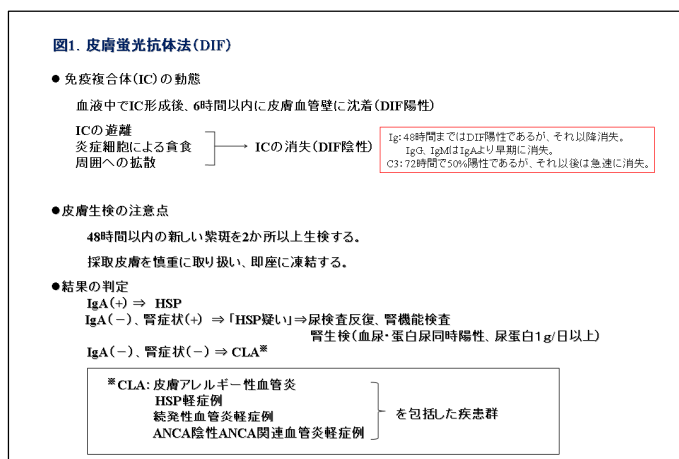 図1. 皮膚蛍光抗体法(DIF)
● 免疫複合体(IC)の動態
血液中でIC形成後、6時間以内に皮膚血管壁に沈着(DIF陽性)
ICの遊離
炎症細胞による貪食
周囲への拡散
ICの消失(DIF陰性)
Ig:48時間まではDIF陽性であるが、それ以降消失。
IgG、IgMはIgAより早期に消失。
C3:72時間で50%陽性であるが、それ以後は急速に消失。
●皮膚生検の注意点
48時間以内の新しい紫斑を2か所以上生検する。
採取皮膚を慎重に取り扱い、即座に凍結する。
●結果の判定
IgA(+) ⇒ HSP
IgA(-)、腎症状(+) ⇒「HSP疑い」⇒尿検査反復、腎機能検査
腎生検(血尿・蛋白尿同時陽性、尿蛋白1g/日以上)
IgA(-)、腎症状(-) ⇒ CLA※
※CLA:皮膚アレルギー性血管炎
HSP軽症例
続発性血管炎軽症例
ANCA陰性ANCA関連血管炎軽症例
を包括した疾患群